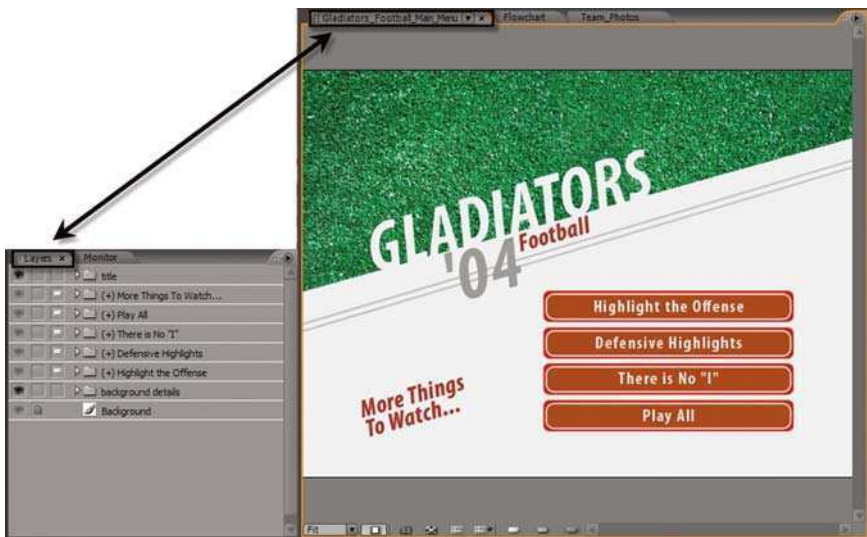 Gladiators_Football_Main_Menu
Flowchart
Team_Photos
GLADIATORS
'04 Football
Highlight the Offense
Defensive Highlights
There is No "I"
Play All
More Things
To Watch...
Fit
Layers
Monitor
title
(+) More Things To Watch...
(+) Play All
(+) There is No "I"
(+) Defensive Highlights
(+) Highlight the Offense
background details
Background